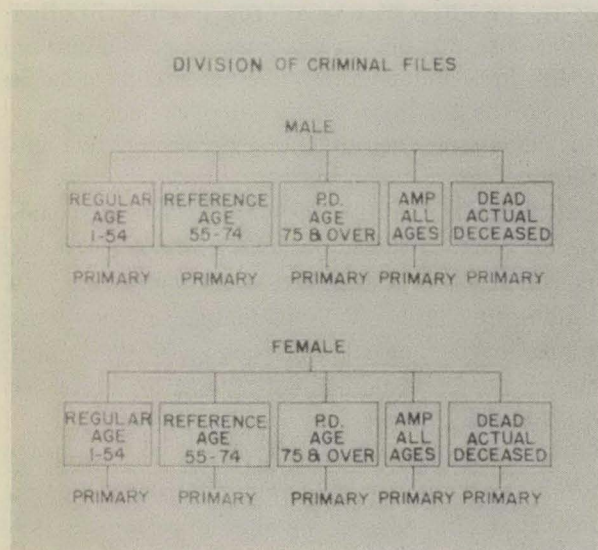 DIVISION OF CRIMINAL FILES
MALE
REGULAR AGE 1-54
REFERENCE AGE 55-74
P.D. AGE 75 & OVER
AMP ALL AGES
DEAD ACTUAL DECEASED
PRIMARY PRIMARY PRIMARY PRIMARY PRIMARY
FEMALE
REGULAR AGE 1-54
REFERENCE AGE 55-74
P.D. AGE 75 & OVER
AMP ALL AGES
DEAD ACTUAL DECEASED
PRIMARY PRIMARY PRIMARY PRIMARY PRIMARY